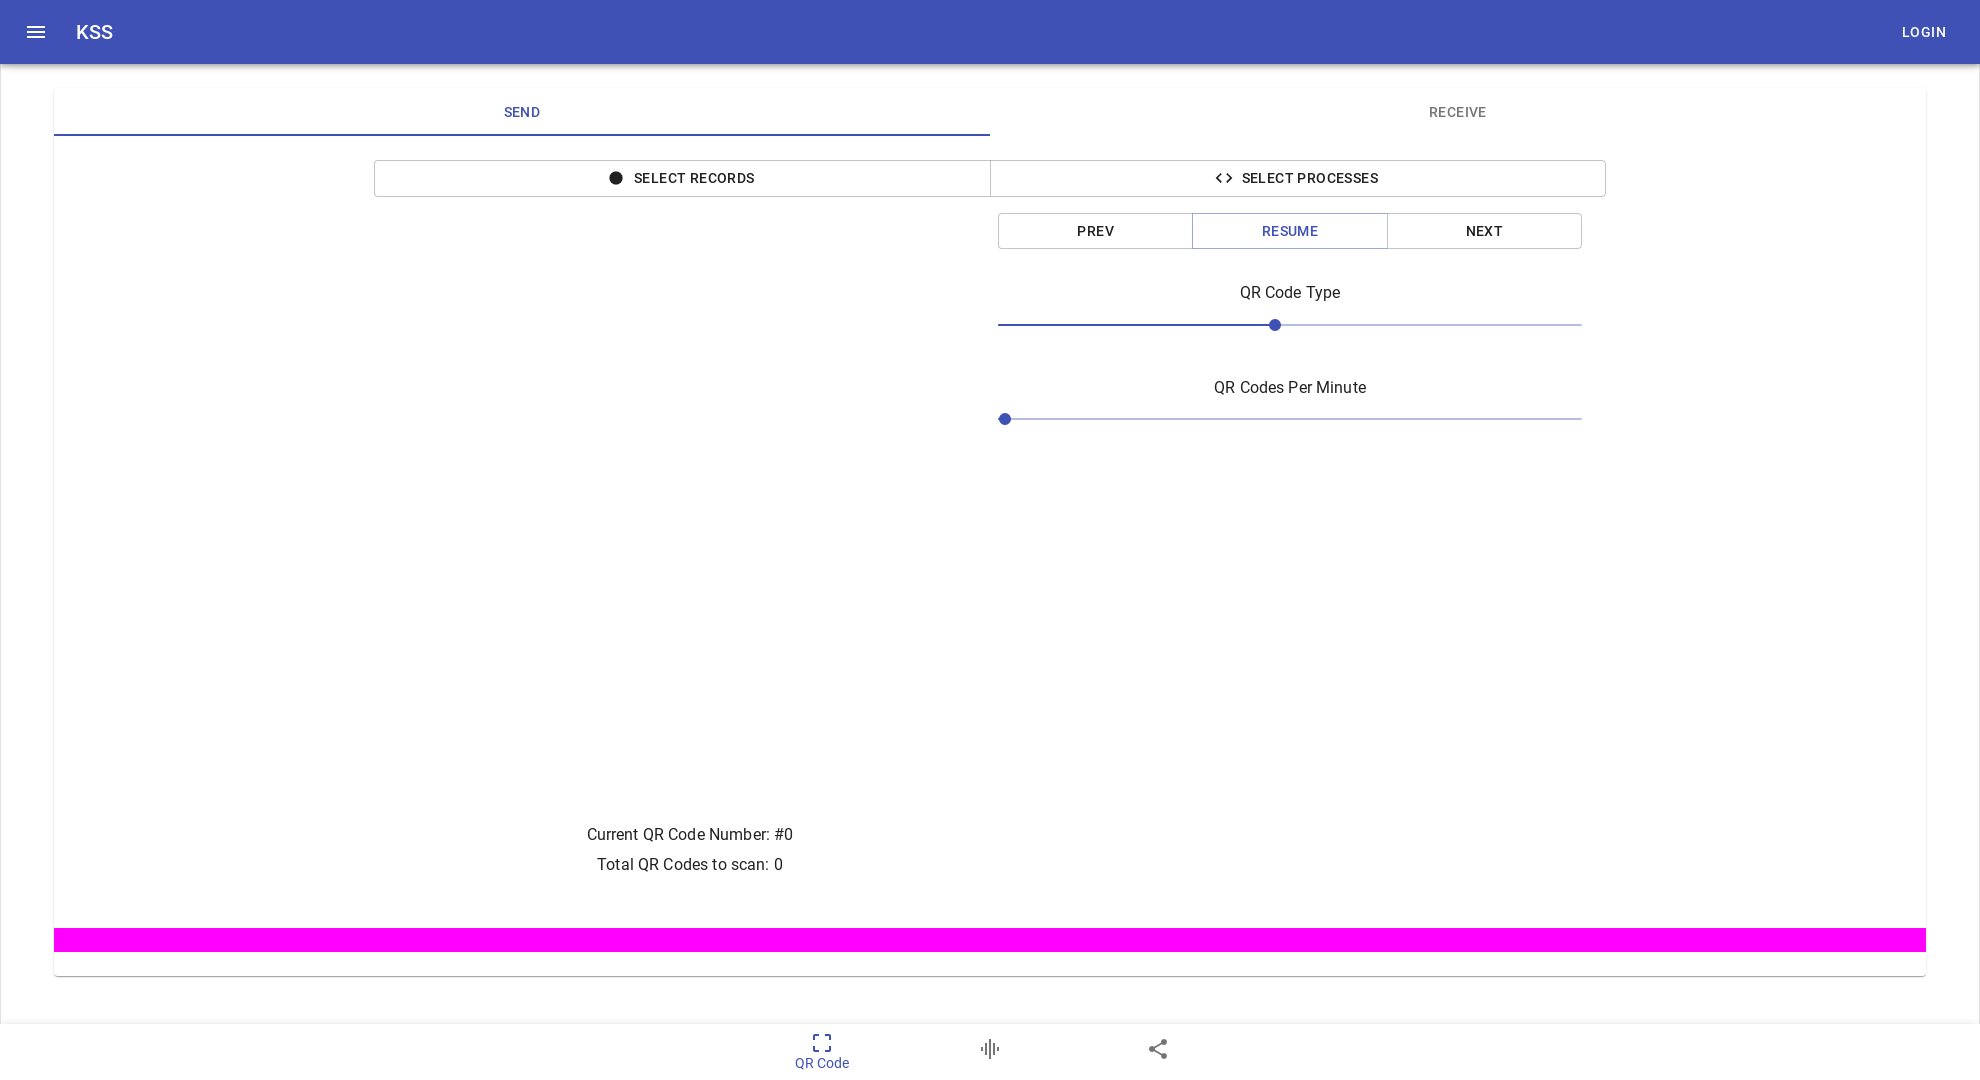 KSS
LOGIN
SEND
RECEIVE
SELECT RECORDS
SELECT PROCESSES
PREV
RESUME
NEXT
QR Code Type
QR Codes Per Minute
Current QR Code Number: #0
Total QR Codes to scan: 0
QR Code